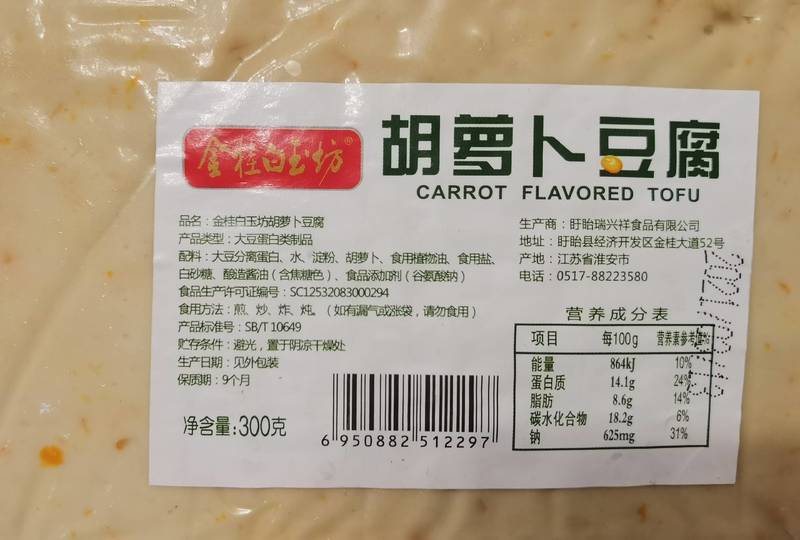 金桂白玉坊®
胡萝卜豆腐
CARROT FLAVORED TOFU
品名：金桂白玉坊胡萝卜豆腐
产品类型：大豆蛋白类制品
配料：大豆分离蛋白、水、淀粉、胡萝卜、食用植物油、食用盐、
白砂糖、酿造酱油（含焦糖色）、食品添加剂（谷氨酸钠）
食品生产许可证编号：SC12532083000294
食用方法：煎、炒、炸、炖。（如有漏气或涨袋，请勿食用）
产品标准号：SB/T 10649
贮存条件：避光，置于阴凉干燥处
生产日期：见外包装
保质期：9个月
净含量：300克
6 950882 512297
生产商：盱眙瑞兴祥食品有限公司
地址：盱眙县经济开发区金桂大道52号
产地：江苏省淮安市
电话：0517-88223580
营养成分表
项目 每100g 营养素参考值%
能量 864kJ 10%
蛋白质 14.1g 24%
脂肪 8.6g 14%
碳水化合物 18.2g 6%
钠 625mg 31%